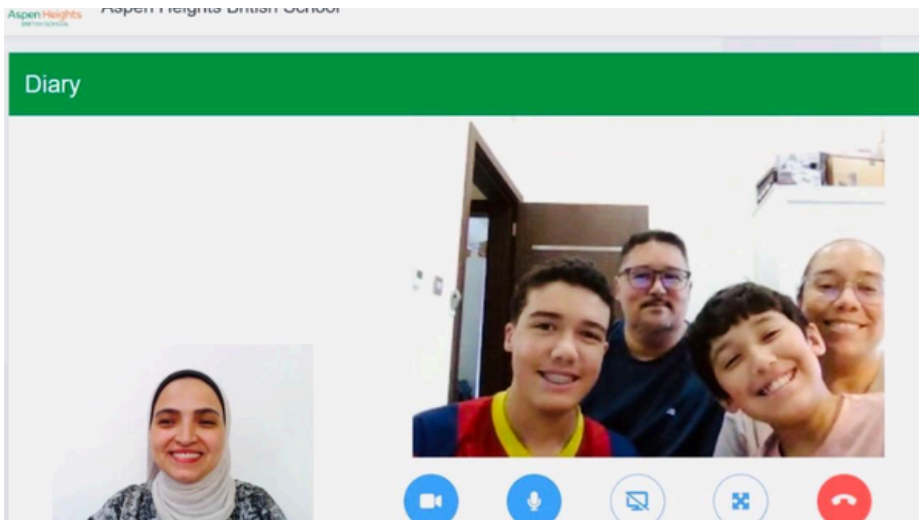 Aspen Heights
BRITISH SCHOOL
Aspen Heights British School
Diary